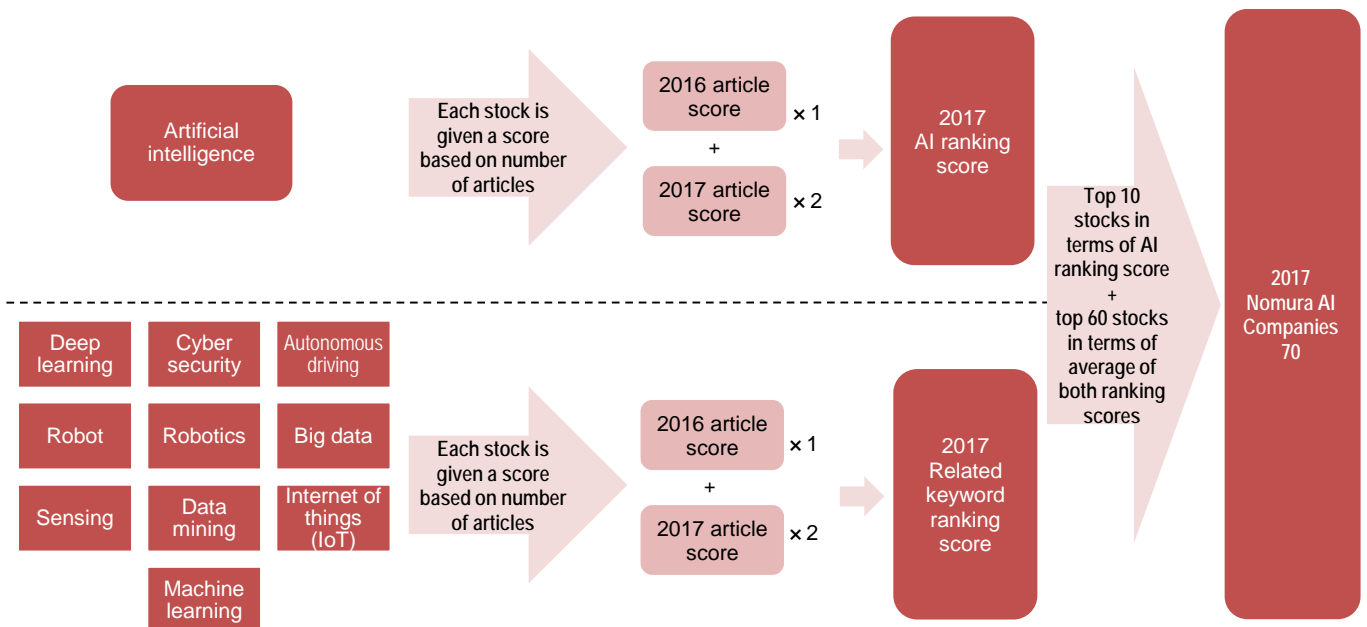 Artificial
intelligence
Each stock is
given a score
based on number
of articles
2016 article
score
× 1
+
2017 article
score
× 2
2017
AI ranking
score
Top 10
stocks in
terms of AI
ranking score
+
top 60 stocks
in terms of
average of
both ranking
scores
2017
Nomura AI
Companies
70
Deep
learning
Cyber
security
Autonomous
driving
Robot
Robotics
Big data
Sensing
Data
mining
Internet of
things
(IoT)
Machine
learning
Each stock is
given a score
based on number
of articles
2016 article
score
× 1
+
2017 article
score
× 2
2017
Related
keyword
ranking
score